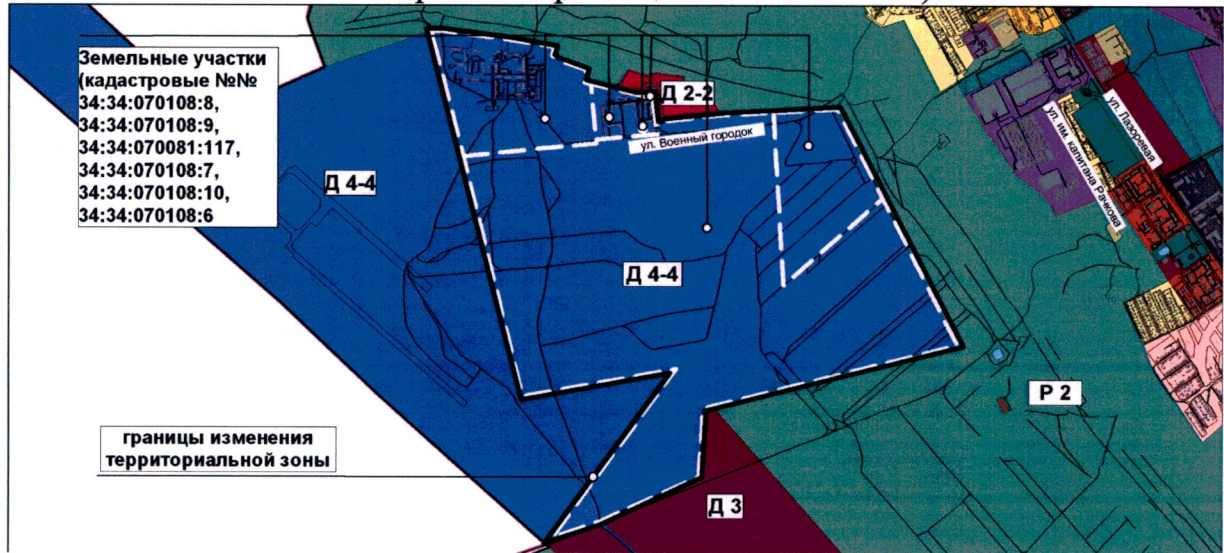 Земельные участки
(кадастровые №№
34:34:070108:8,
34:34:070108:9,
34:34:070081:117,
34:34:070108:7,
34:34:070108:10,
34:34:070108:6
Д 2-2
ул. Военный городок
ул. Лазоревая
ул. им. капитана Рачкова
Д 4-4
Д 4-4
Р 2
границы изменения
территориальной зоны
Д 3